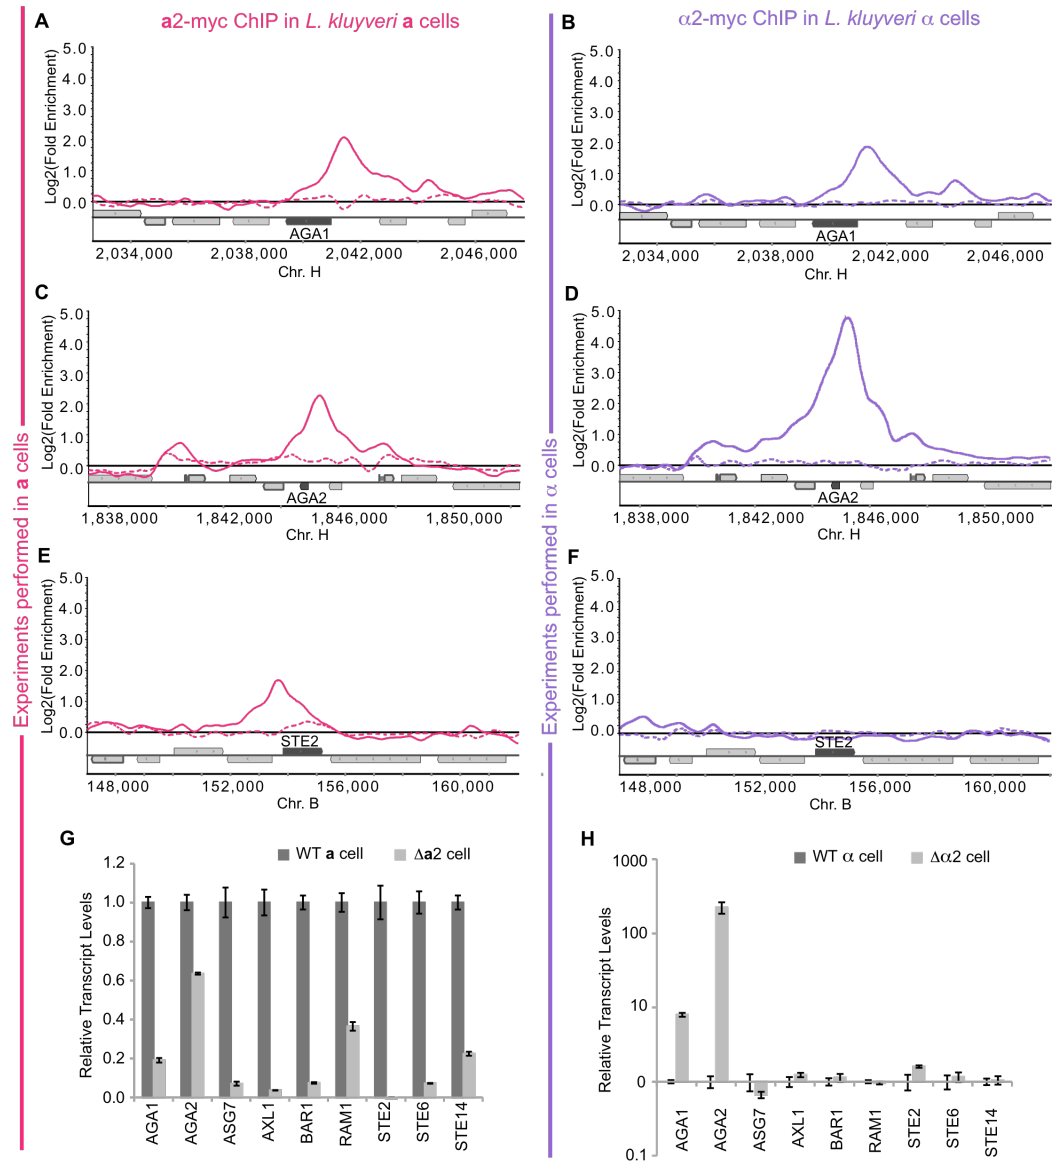 A
a2-myc ChIP in L. kluyveri a cells
Experiments performed in a cells
Log2(Fold Enrichment)
5.0
4.0
3.0
2.0
1.0
0.0
AGA1
2,034,000
2,038,000
2,042,000
2,046,000
Chr. H
B
α2-myc ChIP in L. kluyveri α cells
Experiments performed in α cells
Log2(Fold Enrichment)
5.0
4.0
3.0
2.0
1.0
0.0
AGA1
2,034,000
2,038,000
2,042,000
2,046,000
Chr. H
C
Log2(Fold Enrichment)
5.0
4.0
3.0
2.0
1.0
0.0
AGA2
1,838,000
1,842,000
1,846,000
1,850,000
Chr. H
D
Log2(Fold Enrichment)
5.0
4.0
3.0
2.0
1.0
0.0
AGA2
1,838,000
1,842,000
1,846,000
1,850,000
Chr. H
E
Log2(Fold Enrichment)
5.0
4.0
3.0
2.0
1.0
0.0
STE2
148,000
152,000
156,000
160,000
Chr. B
F
Log2(Fold Enrichment)
5.0
4.0
3.0
2.0
1.0
0.0
STE2
148,000
152,000
156,000
160,000
Chr. B
G
WT a cell
Δa2 cell
Relative Transcript Levels
1.2
1.0
0.8
0.6
0.4
0.2
0.0
AGA1
AGA2
ASG7
AXL1
BAR1
RAM1
STE2
STE6
STE14
H
WT α cell
Δα2 cell
Relative Transcript Levels
1000
100
10
0
0.1
AGA1
AGA2
ASG7
AXL1
BAR1
RAM1
STE2
STE6
STE14